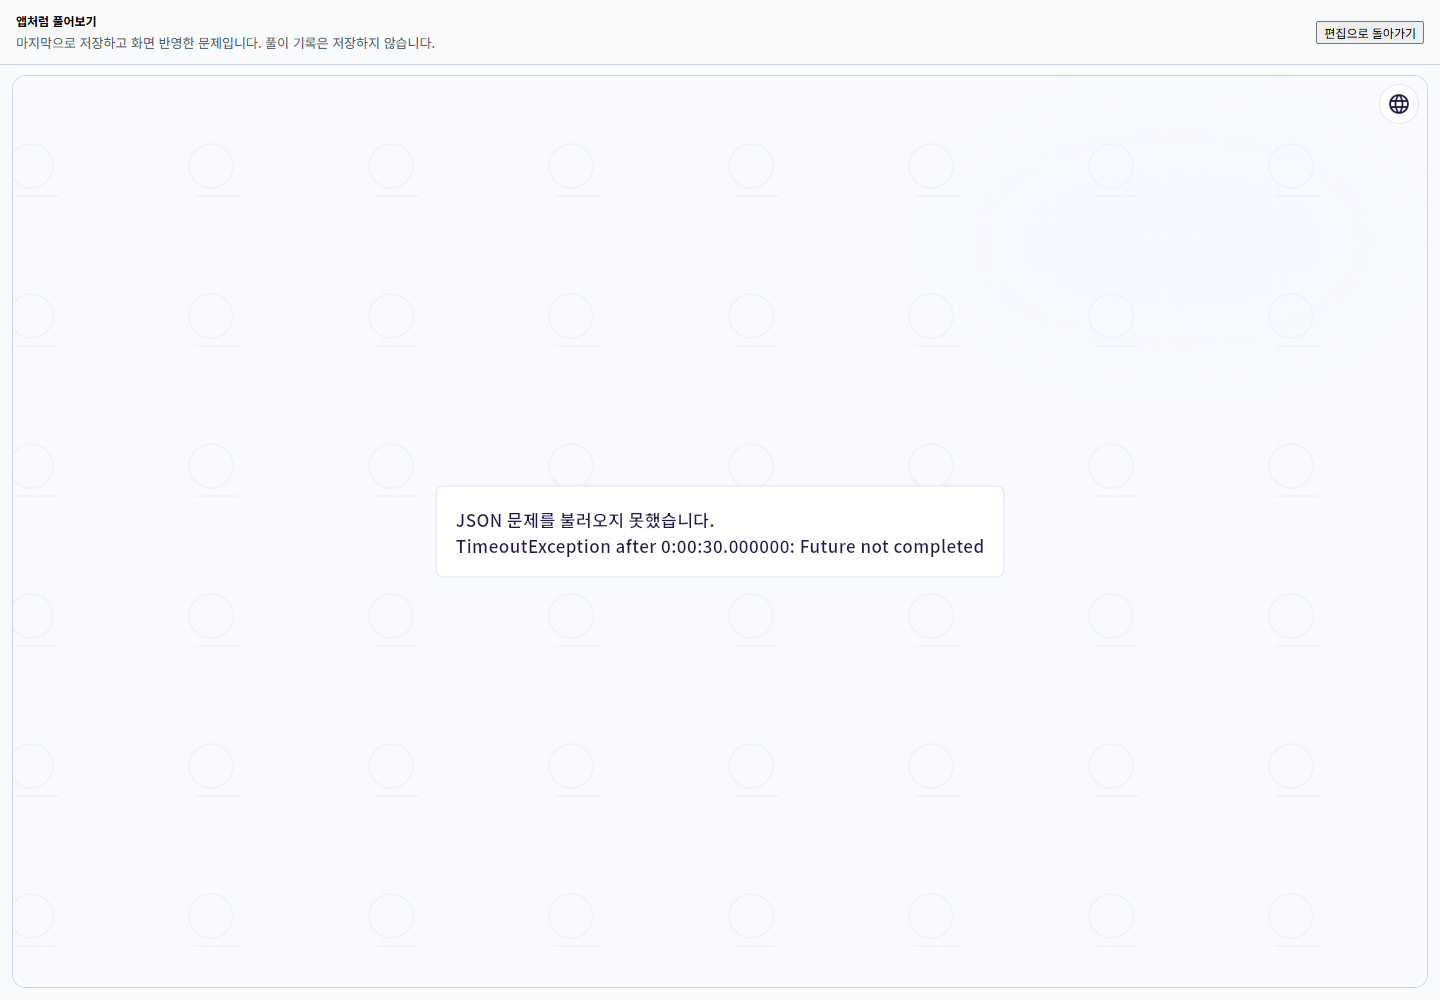 앱처럼 풀어보기
마지막으로 저장하고 화면 반영한 문제입니다. 풀이 기록은 저장하지 않습니다.
편집으로 돌아가기
JSON 문제를 불러오지 못했습니다.
TimeoutException after 0:00:30.000000: Future not completed